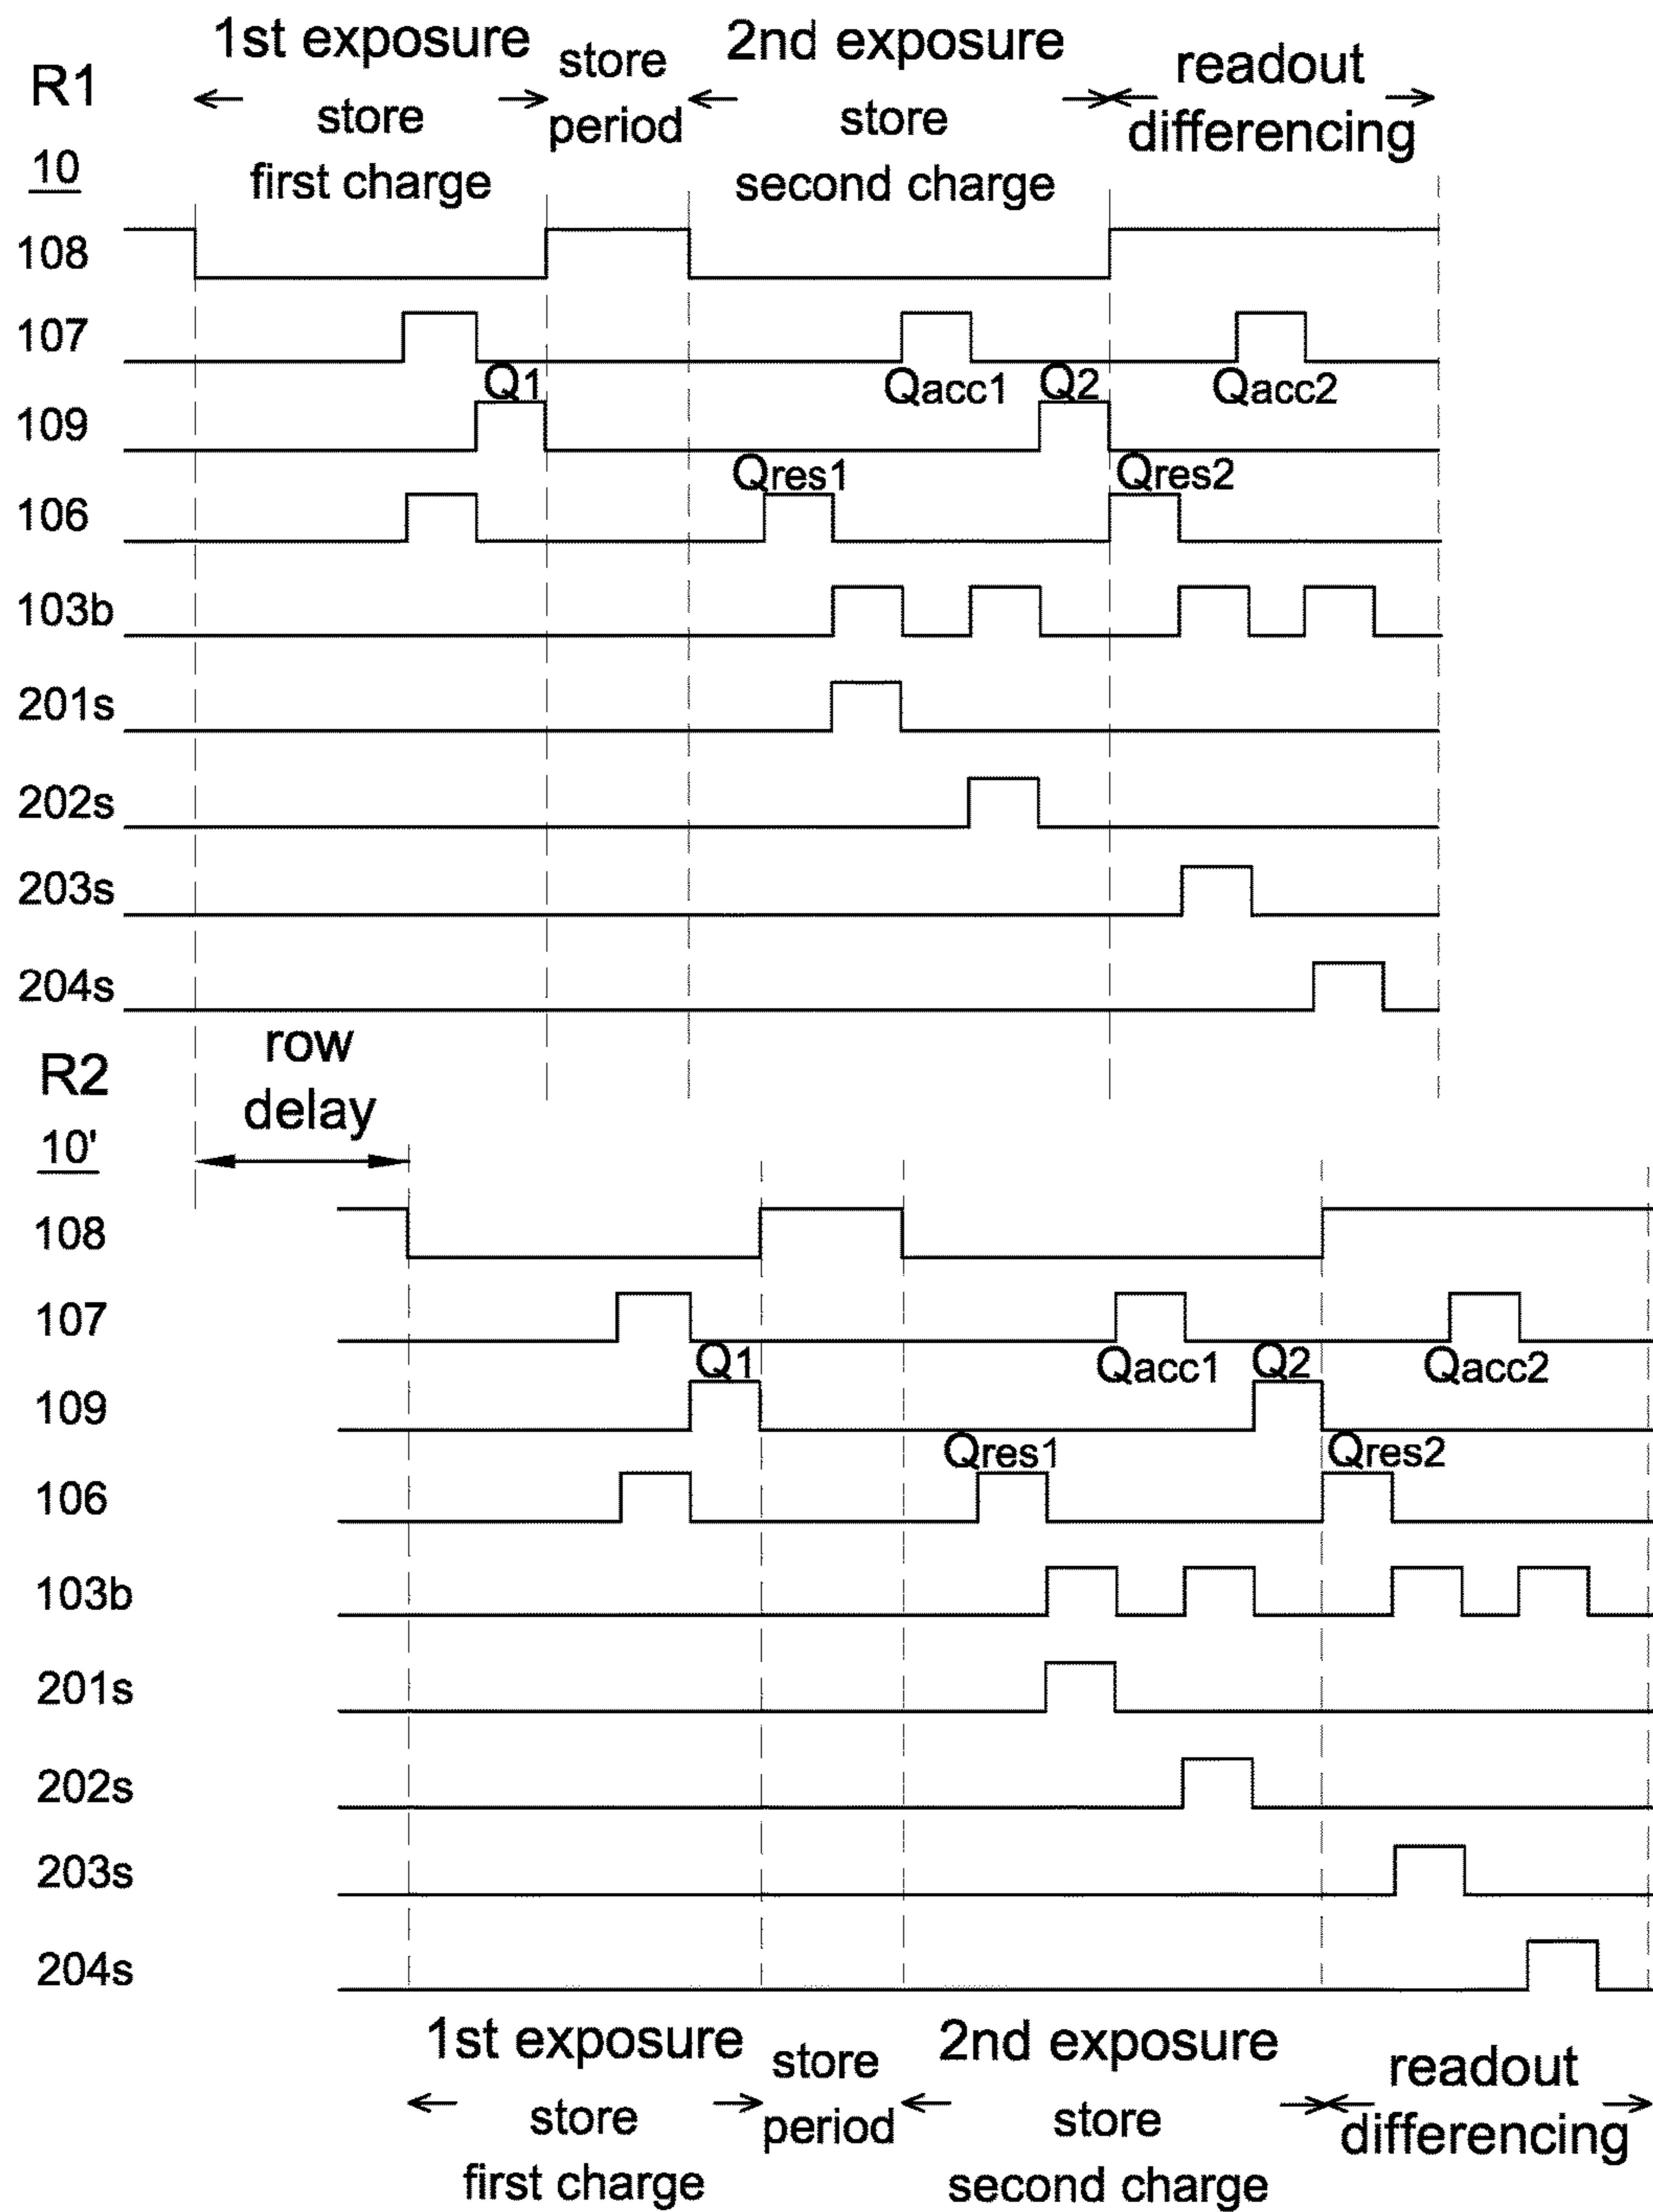 1st exposure
store
2nd exposure
readout
R1
store
period
store
differencing
10
first charge
second charge
108
107
Q1
Qacc1
Q2
Qacc2
109
Qres1
Qres2
106
103b
201s
202s
203s
204s
row
delay
R2
10'
108
107
Q1
Qacc1
Q2
Qacc2
109
Qres1
Qres2
106
103b
201s
202s
203s
204s
1st exposure
store
2nd exposure
readout
store
period
store
differencing
first charge
second charge